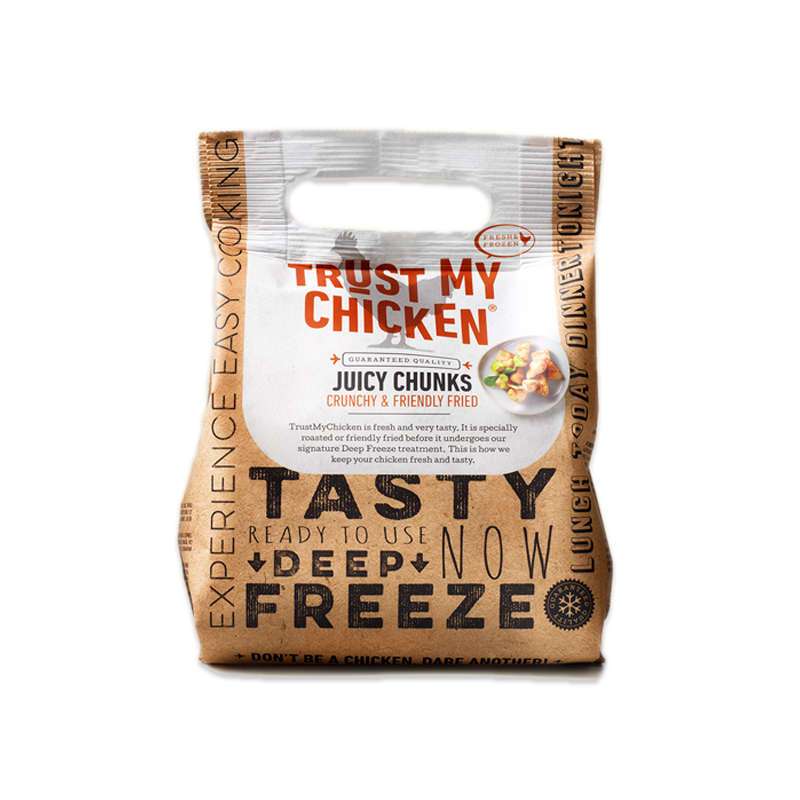 EXPERIENCE EASY COOKING
FRESH &
FROZEN
TRUST MY
CHICKEN®
GUARANTEED QUALITY
JUICY CHUNKS
CRUNCHY & FRIENDLY FRIED
TrustMyChicken is fresh and very tasty. It is specially
roasted or friendly fried before it undergoes our
signature Deep Freeze treatment. This is how we
keep your chicken fresh and tasty.
TASTY
READY TO USE
NOW
DEEP
FREEZE
LUNCH TODAY DINNERTONIGHT
DON'T BE A CHICKEN, DARE ANOTHER!